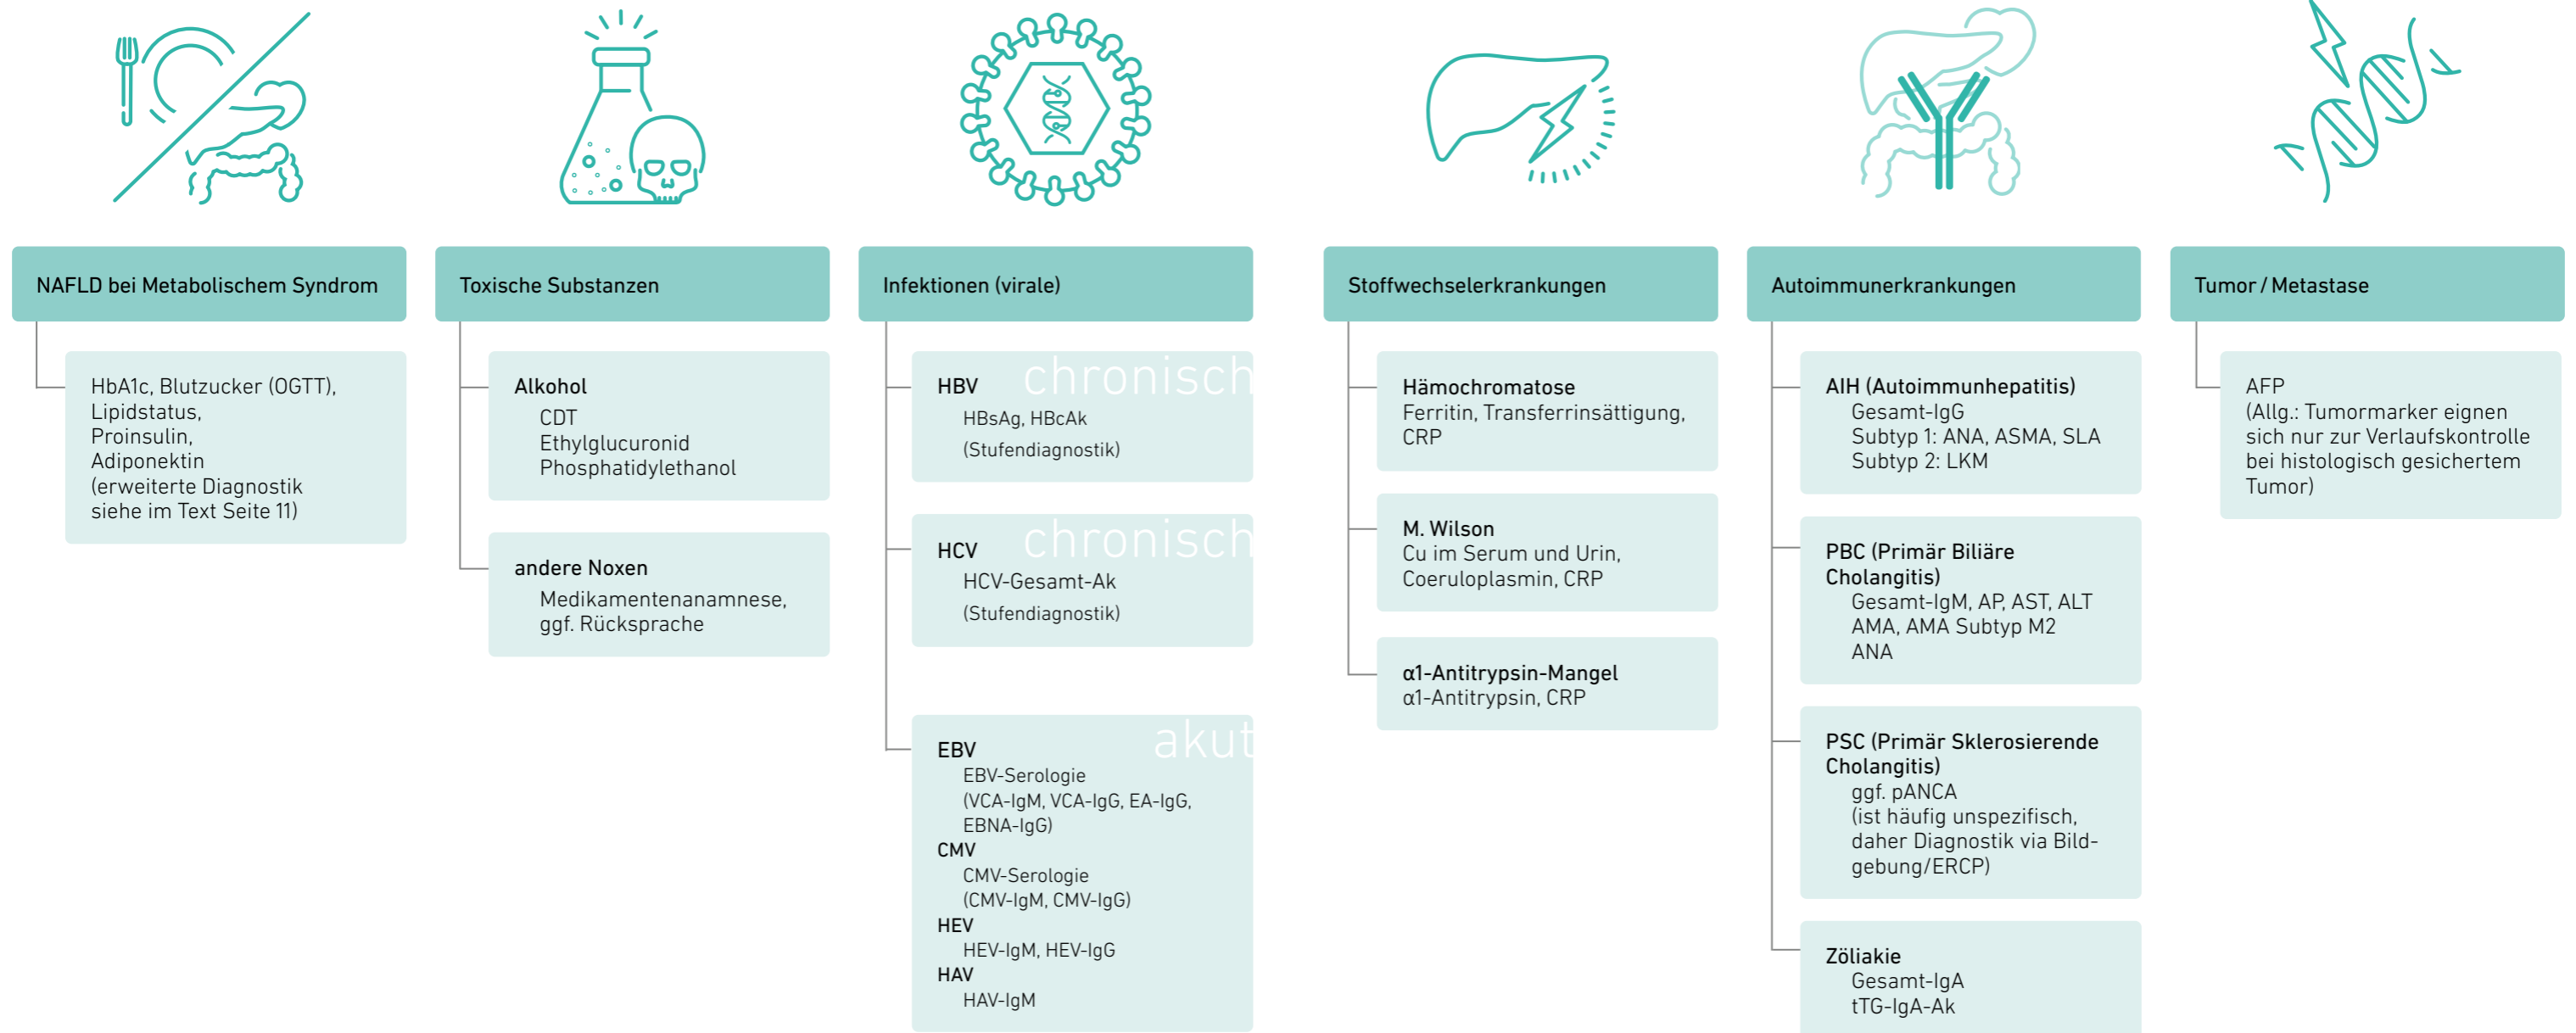 NAFLD bei Metabolischem Syndrom
HbA1c, Blutzucker (OGTT),
Lipidstatus,
Proinsulin,
Adiponektin
(erweiterte Diagnostik
siehe im Text Seite 11)
Toxische Substanzen
Alkohol
CDT
Ethylglucuronid
Phosphatidylethanol
andere Noxen
Medikamentenanamnese,
ggf. Rücksprache
Infektionen (virale)
chronisch
HBV
HBsAg, HBcAk
(Stufendiagnostik)
chronisch
HCV
HCV-Gesamt-Ak
(Stufendiagnostik)
akut
EBV
EBV-Serologie
(VCA-IgM, VCA-IgG, EA-IgG,
EBNA-IgG)
CMV
CMV-Serologie
(CMV-IgM, CMV-IgG)
HEV
HEV-IgM, HEV-IgG
HAV
HAV-IgM
Stoffwechselerkrankungen
Hämochromatose
Ferritin, Transferrinsättigung,
CRP
M. Wilson
Cu im Serum und Urin,
Coeruloplasmin, CRP
α1-Antitrypsin-Mangel
α1-Antitrypsin, CRP
Autoimmunerkrankungen
AIH (Autoimmunhepatitis)
Gesamt-IgG
Subtyp 1: ANA, ASMA, SLA
Subtyp 2: LKM
PBC (Primär Biliäre
Cholangitis)
Gesamt-IgM, AP, AST, ALT
AMA, AMA Subtyp M2
ANA
PSC (Primär Sklerosierende
Cholangitis)
ggf. pANCA
(ist häufig unspezifisch,
daher Diagnostik via Bild-
gebung/ERCP)
Zöliakie
Gesamt-IgA
tTG-IgA-Ak
Tumor / Metastase
AFP
(Allg.: Tumormarker eignen
sich nur zur Verlaufskontrolle
bei histologisch gesichertem
Tumor)